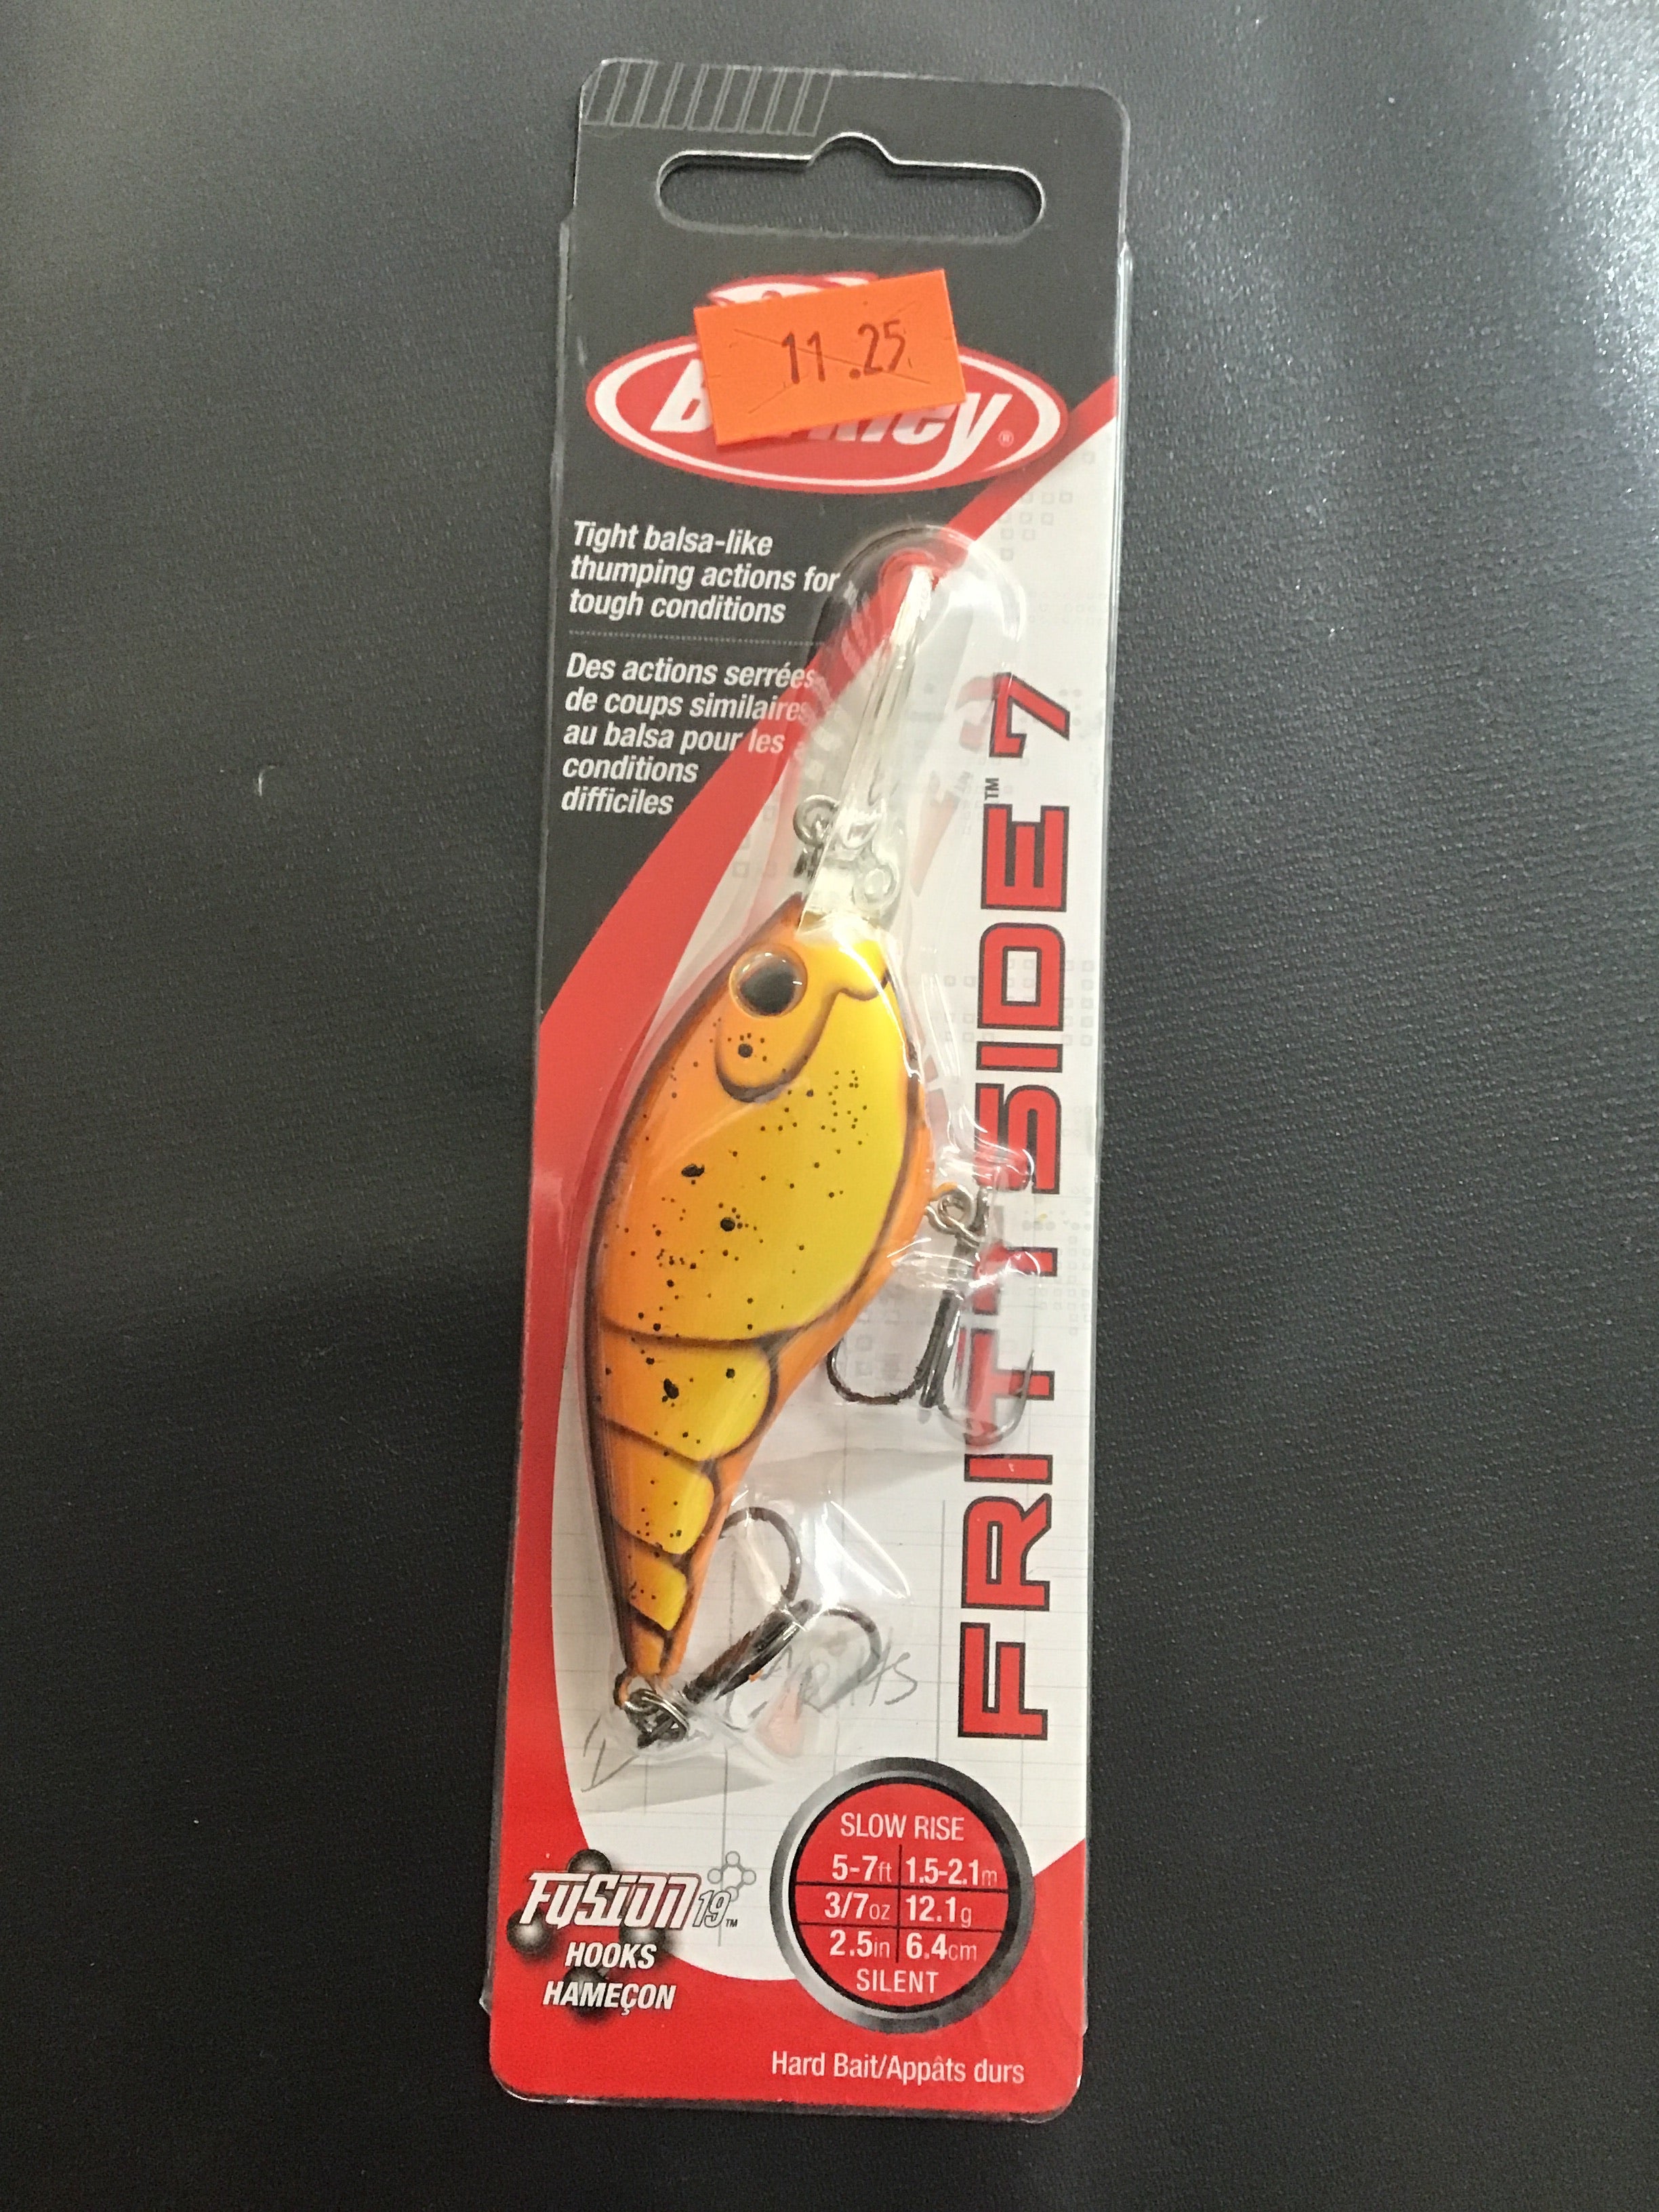 11.25
Berkley®
Tight balsa-like
thumping actions for
tough conditions
Des actions serrées
de coups similaires
au balsa pour les
conditions
difficiles
FRITTSIDE™ 7
FUSION19™
HOOKS
HAMEÇON
SLOW RISE
5-7ft 1.5-2.1m
3/7oz 12.1g
2.5in 6.4cm
SILENT
Hard Bait/Appâts durs